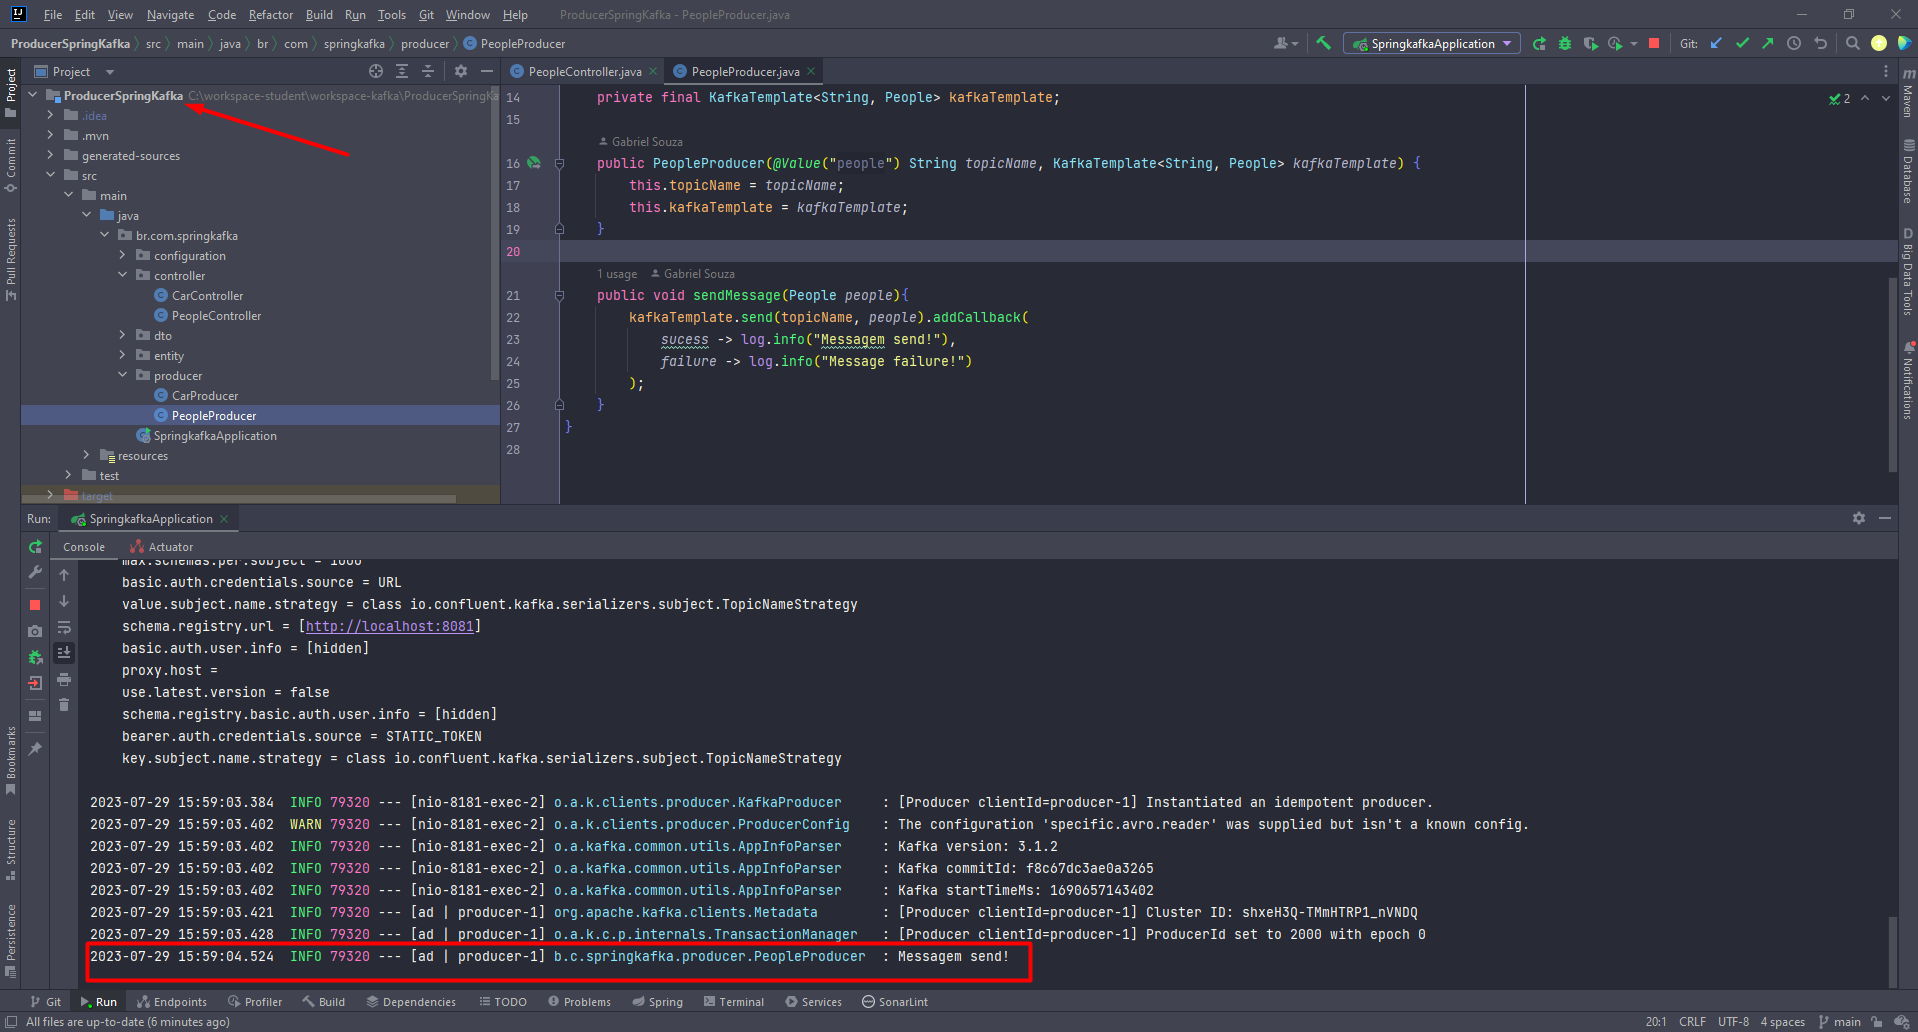 File Edit View Navigate Code Refactor Build Run Tools Git Window Help ProducerSpringKafka - PeopleProducer.java
ProducerSpringKafka src main java br com springkafka producer PeopleProducer SpringkafkaApplication Git:
Project PeopleController.java PeopleProducer.java
ProducerSpringKafka C:\workspace-student\workspace-kafka\ProducerSpringKa
.idea
.mvn
generated-sources
src
main
java
br.com.springkafka
configuration
controller
CarController
PeopleController
dto
entity
producer
CarProducer
PeopleProducer
SpringkafkaApplication
resources
test
target
Project
Commit
Pull Requests
Bookmarks
Structure
Persistence
14 private final KafkaTemplate<String, People> kafkaTemplate;
2
15
Gabriel Souza
16 public PeopleProducer(@Value("people") String topicName, KafkaTemplate<String, People> kafkaTemplate) {
17 this.topicName = topicName;
18 this.kafkaTemplate = kafkaTemplate;
19 }
20
1 usage Gabriel Souza
21 public void sendMessage(People people){
22 kafkaTemplate.send(topicName, people).addCallback(
23 sucess -> log.info("Messagem send!"),
24 failure -> log.info("Message failure!")
25 );
26 }
27 }
28
Maven
Database
Big Data Tools
Notifications
Run: SpringkafkaApplication
Console Actuator
max.schemas.per.subject = 1000
basic.auth.credentials.source = URL
value.subject.name.strategy = class io.confluent.kafka.serializers.subject.TopicNameStrategy
schema.registry.url = [http://localhost:8081]
basic.auth.user.info = [hidden]
proxy.host =
use.latest.version = false
schema.registry.basic.auth.user.info = [hidden]
bearer.auth.credentials.source = STATIC_TOKEN
key.subject.name.strategy = class io.confluent.kafka.serializers.subject.TopicNameStrategy
2023-07-29 15:59:03.384 INFO 79320 --- [nio-8181-exec-2] o.a.k.clients.producer.KafkaProducer : [Producer clientId=producer-1] Instantiated an idempotent producer.
2023-07-29 15:59:03.402 WARN 79320 --- [nio-8181-exec-2] o.a.k.clients.producer.ProducerConfig : The configuration 'specific.avro.reader' was supplied but isn't a known config.
2023-07-29 15:59:03.402 INFO 79320 --- [nio-8181-exec-2] o.a.kafka.common.utils.AppInfoParser : Kafka version: 3.1.2
2023-07-29 15:59:03.402 INFO 79320 --- [nio-8181-exec-2] o.a.kafka.common.utils.AppInfoParser : Kafka commitId: f8c67dc3ae0a3265
2023-07-29 15:59:03.402 INFO 79320 --- [nio-8181-exec-2] o.a.kafka.common.utils.AppInfoParser : Kafka startTimeMs: 1690657143402
2023-07-29 15:59:03.421 INFO 79320 --- [ad | producer-1] org.apache.kafka.clients.Metadata : [Producer clientId=producer-1] Cluster ID: shxeH3Q-TMmHTRP1_nVNDQ
2023-07-29 15:59:03.428 INFO 79320 --- [ad | producer-1] o.a.k.c.p.internals.TransactionManager : [Producer clientId=producer-1] ProducerId set to 2000 with epoch 0
2023-07-29 15:59:04.524 INFO 79320 --- [ad | producer-1] b.c.springkafka.producer.PeopleProducer : Messagem send!
Git Run Endpoints Profiler Build Dependencies TODO Problems Spring Terminal Services SonarLint
All files are up-to-date (6 minutes ago) 20:1 CRLF UTF-8 4 spaces main